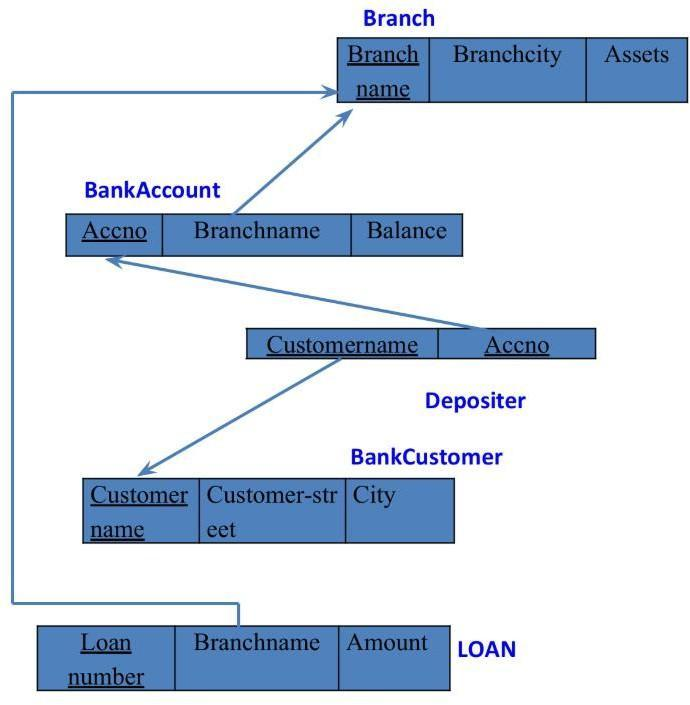 Branch
Branch Branchcity Assets
name
BankAccount
Accno Branchname Balance
Customername Accno
Depositer
BankCustomer
Customer Customer-str City
name eet
Loan Branchname Amount LOAN
number